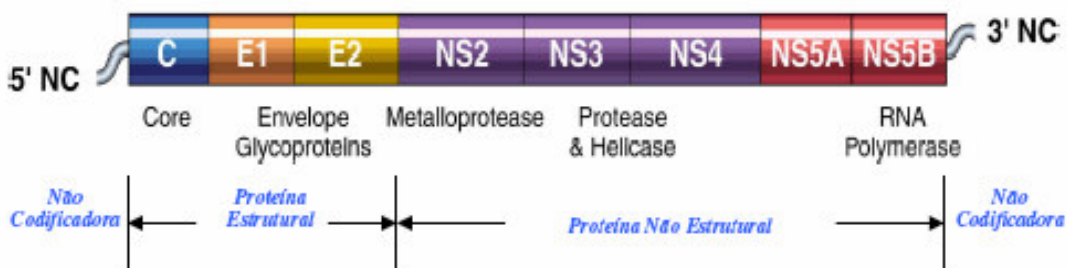 C E1 E2 NS2 NS3 NS4 NS5A NS5B
5' NC
3' NC
Core
Envelope
Glycoproteins
Metalloprotease
Protease
& Helicase
RNA
Polymerase
Não
Codificadora
Proteína
Estrutural
Proteína Não Estrutural
Não
Codificadora